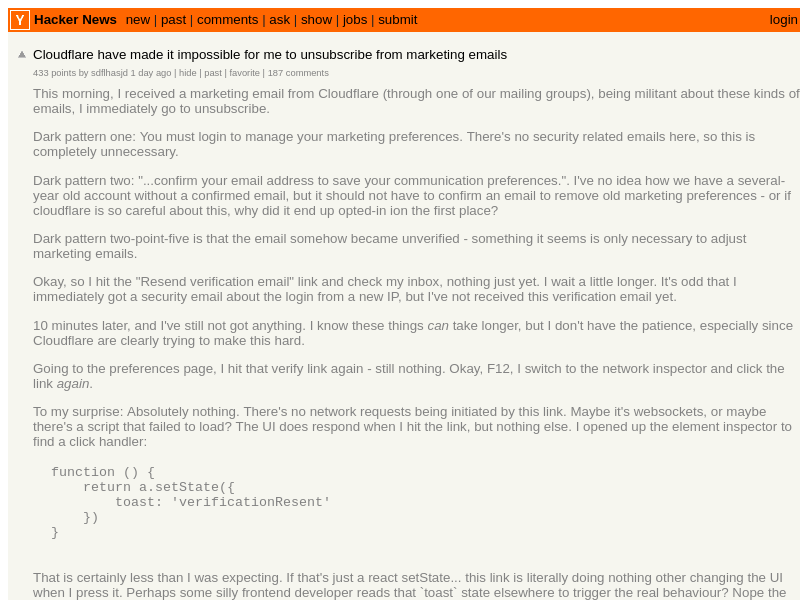 Y Hacker News new | past | comments | ask | show | jobs | submit login
Cloudflare have made it impossible for me to unsubscribe from marketing emails
433 points by sdflhasjd 1 day ago | hide | past | favorite | 187 comments
This morning, I received a marketing email from Cloudflare (through one of our mailing groups), being militant about these kinds of
emails, I immediately go to unsubscribe.
Dark pattern one: You must login to manage your marketing preferences. There's no security related emails here, so this is
completely unnecessary.
Dark pattern two: "...confirm your email address to save your communication preferences.". I've no idea how we have a several-
year old account without a confirmed email, but it should not have to confirm an email to remove old marketing preferences - or if
cloudflare is so careful about this, why did it end up opted-in ion the first place?
Dark pattern two-point-five is that the email somehow became unverified - something it seems is only necessary to adjust
marketing emails.
Okay, so I hit the "Resend verification email" link and check my inbox, nothing just yet. I wait a little longer. It's odd that I
immediately got a security email about the login from a new IP, but I've not received this verification email yet.
10 minutes later, and I've still not got anything. I know these things can take longer, but I don't have the patience, especially since
Cloudflare are clearly trying to make this hard.
Going to the preferences page, I hit that verify link again - still nothing. Okay, F12, I switch to the network inspector and click the
link again.
To my surprise: Absolutely nothing. There's no network requests being initiated by this link. Maybe it's websockets, or maybe
there's a script that failed to load? The UI does respond when I hit the link, but nothing else. I opened up the element inspector to
find a click handler:
function () {
return a.setState({
toast: 'verificationResent'
})
}
That is certainly less than I was expecting. If that's just a react setState... this link is literally doing nothing other changing the UI
when I press it. Perhaps some silly frontend developer reads that `toast` state elsewhere to trigger the real behaviour? Nope the